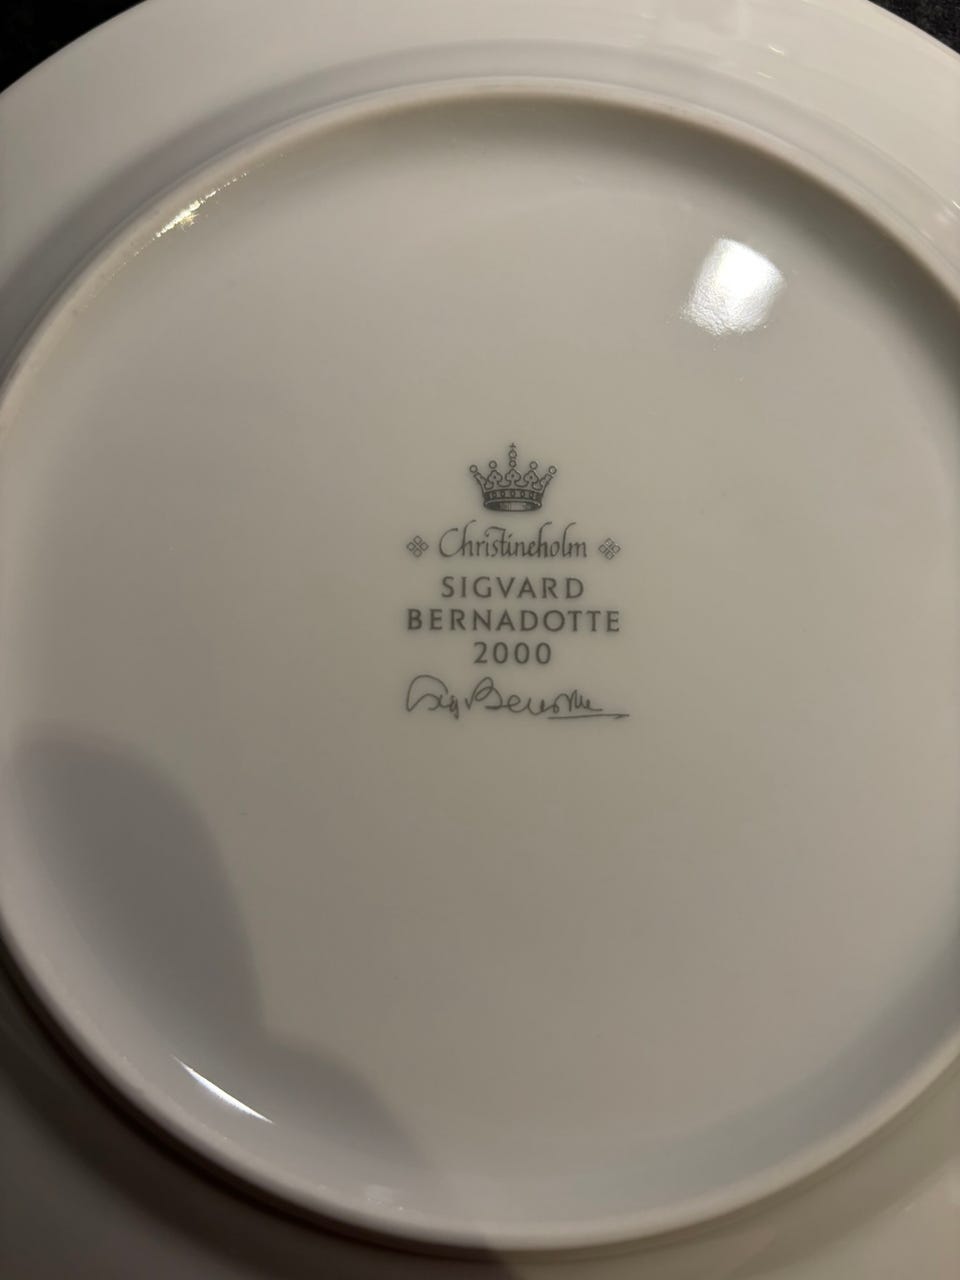 Christineholm
SIGVARD
BERNADOTTE
2000